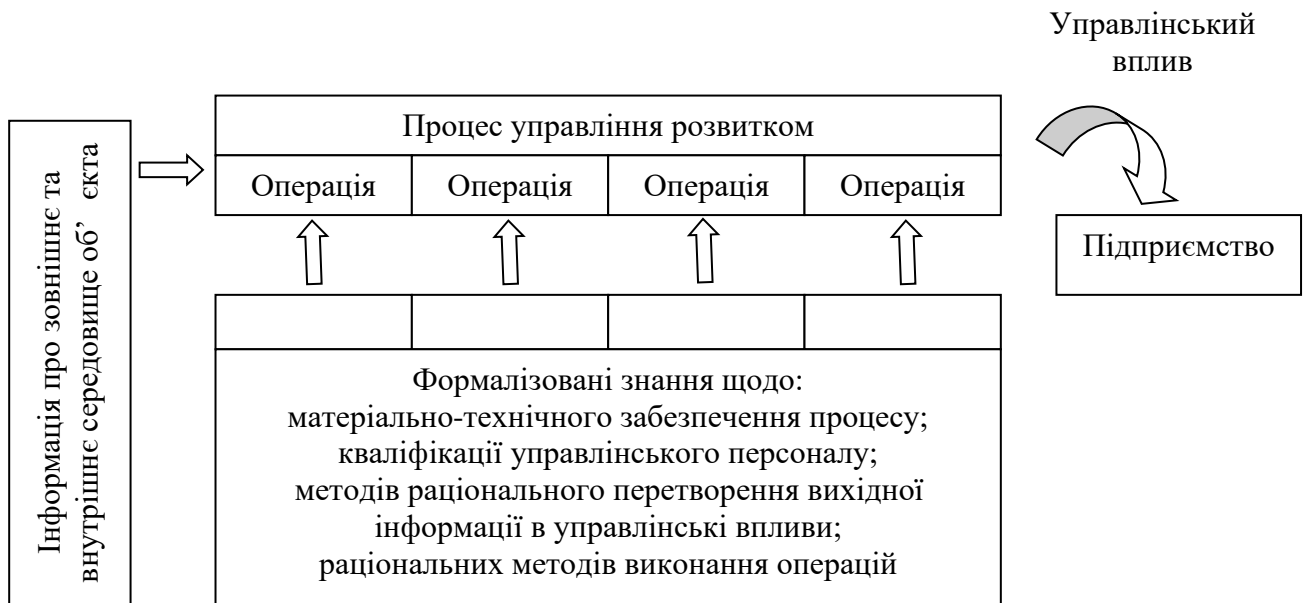 Управлінський
вплив
Інформація про зовнішнє та
внутрішнє середовище об’ єкта
Процес управління розвитком
Операція Операція Операція Операція
Підприємство
Формалізовані знання щодо:
матеріально-технічного забезпечення процесу;
кваліфікації управлінського персоналу;
методів раціонального перетворення вихідної
інформації в управлінські впливи;
раціональних методів виконання операцій